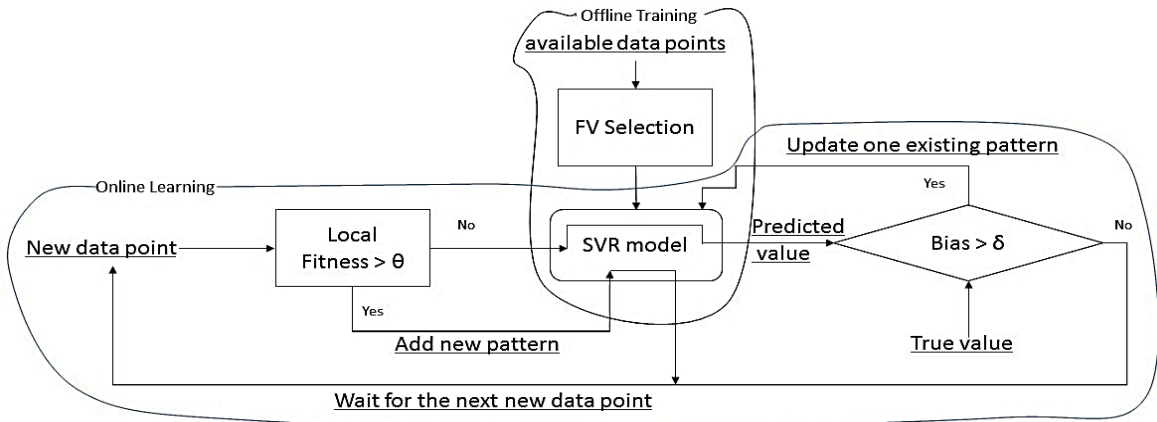 Offline Training
available data points
FV Selection
Update one existing pattern
Online Learning
Yes
No
New data point
Local
Fitness > θ
No
SVR model
Predicted
value
Bias > δ
Yes
Add new pattern
True value
Wait for the next new data point